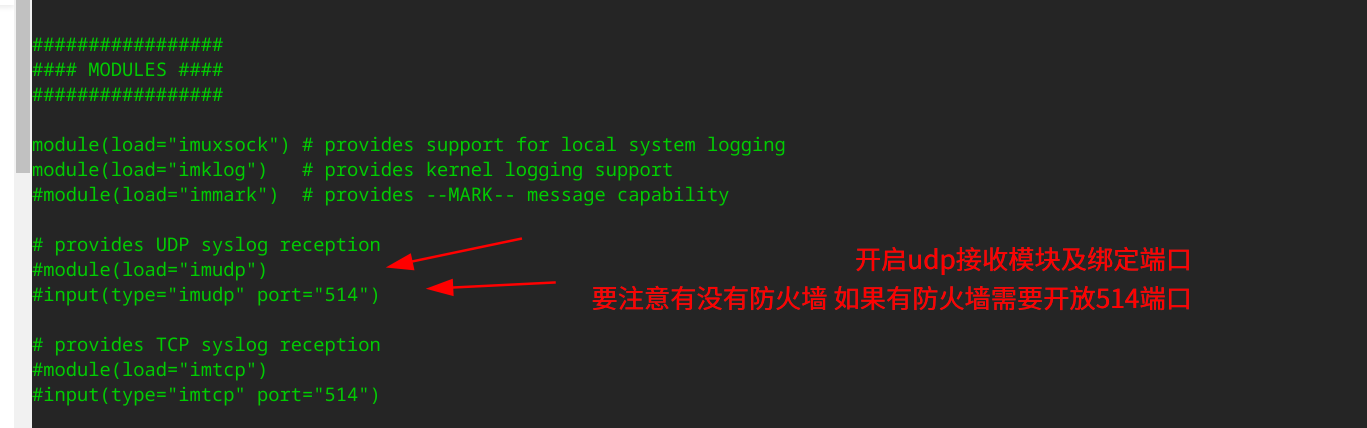 #################
#### MODULES ####
#################
module(load="imuxsock") # provides support for local system logging
module(load="imklog")   # provides kernel logging support
#module(load="immark")  # provides --MARK-- message capability
# provides UDP syslog reception
#module(load="imudp")
开启udp接收模块及绑定端口
#input(type="imudp" port="514")
要注意有没有防火墙 如果有防火墙需要开放514端口
# provides TCP syslog reception
#module(load="imtcp")
#input(type="imtcp" port="514")